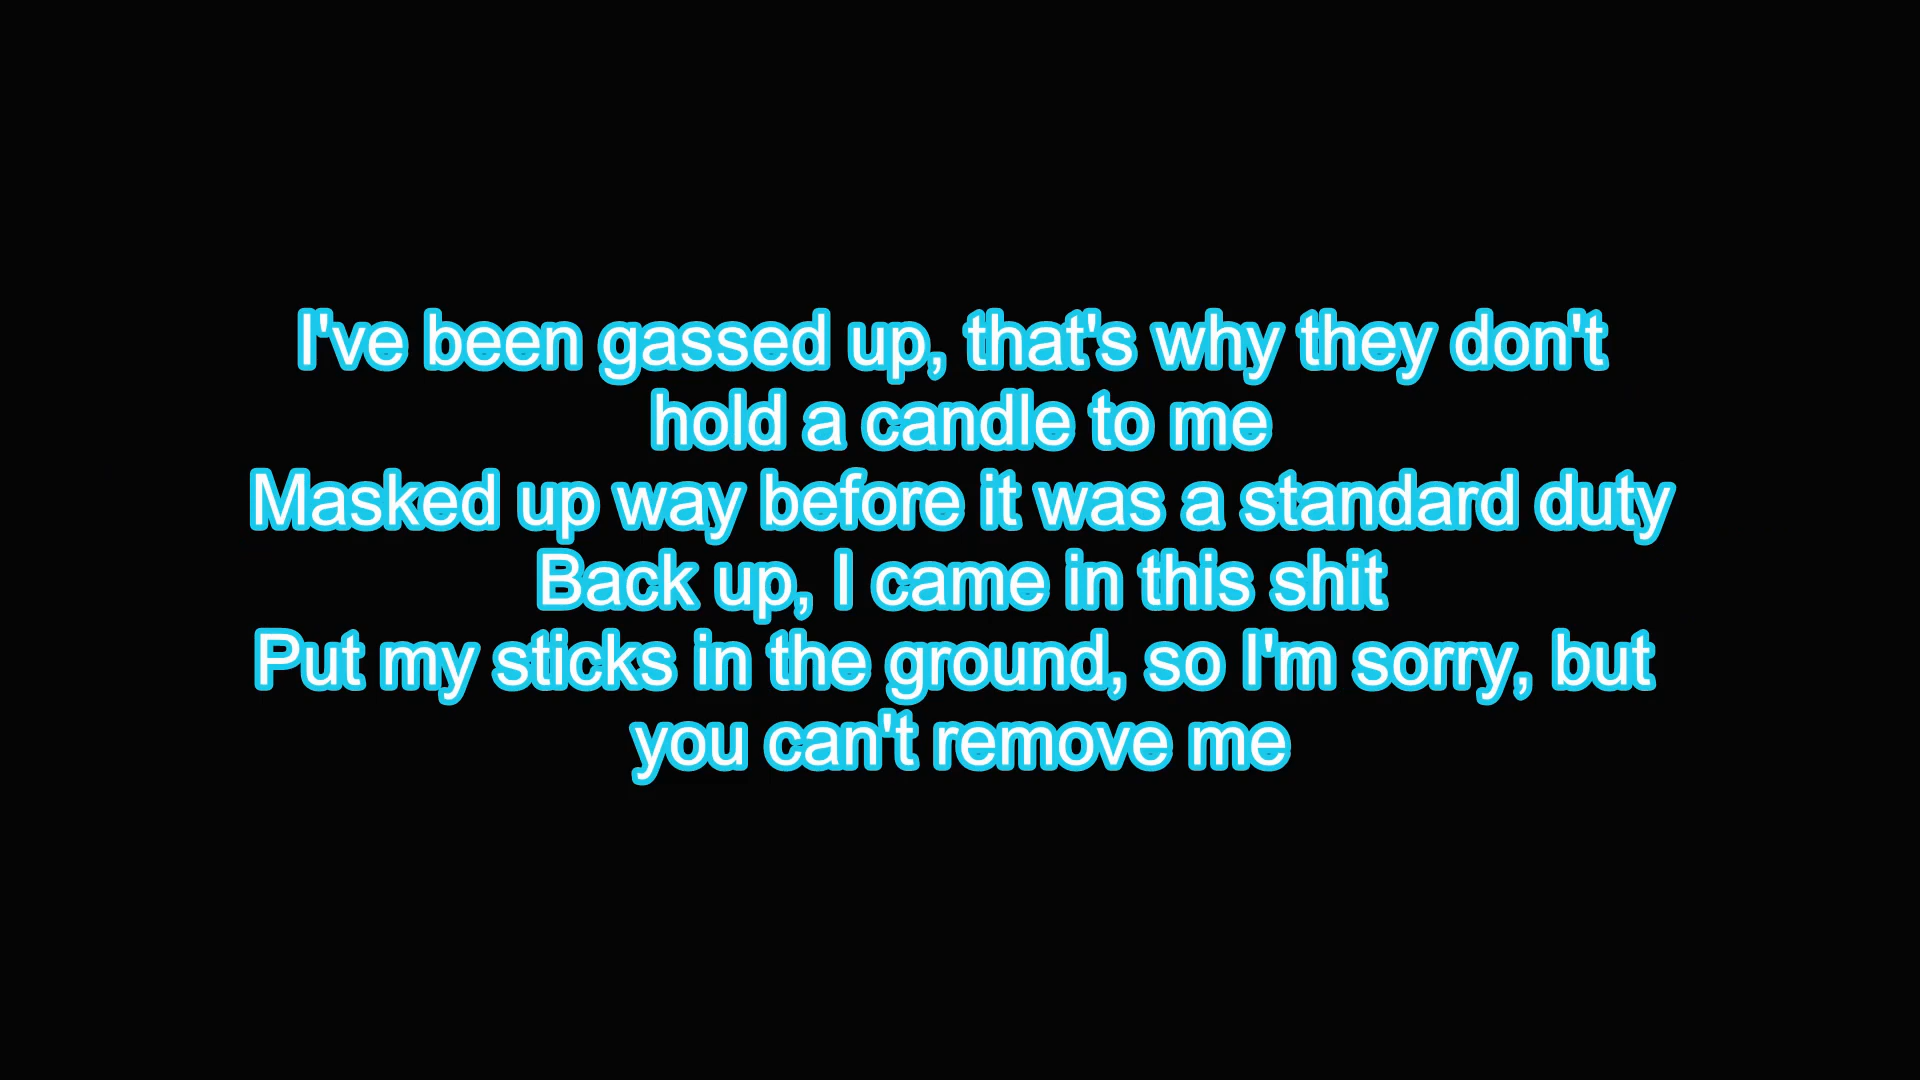 I've been gassed up, that's why they don't
hold a candle to me
Masked up way before it was a standard duty
Back up, I came in this shit
Put my sticks in the ground, so I'm sorry, but
you can't remove me